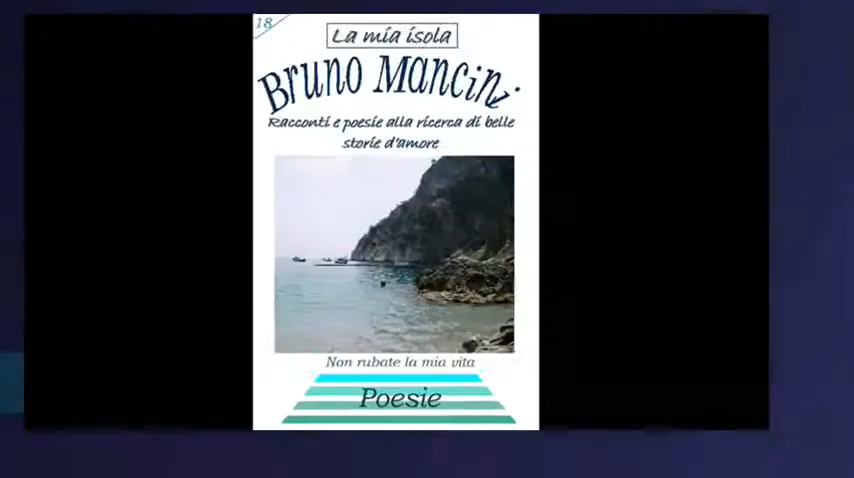 18
La mia isola
Bruno Mancini
Racconti e poesie alla ricerca di belle
storie d'amore
Non rubate la mia vita
Poesie